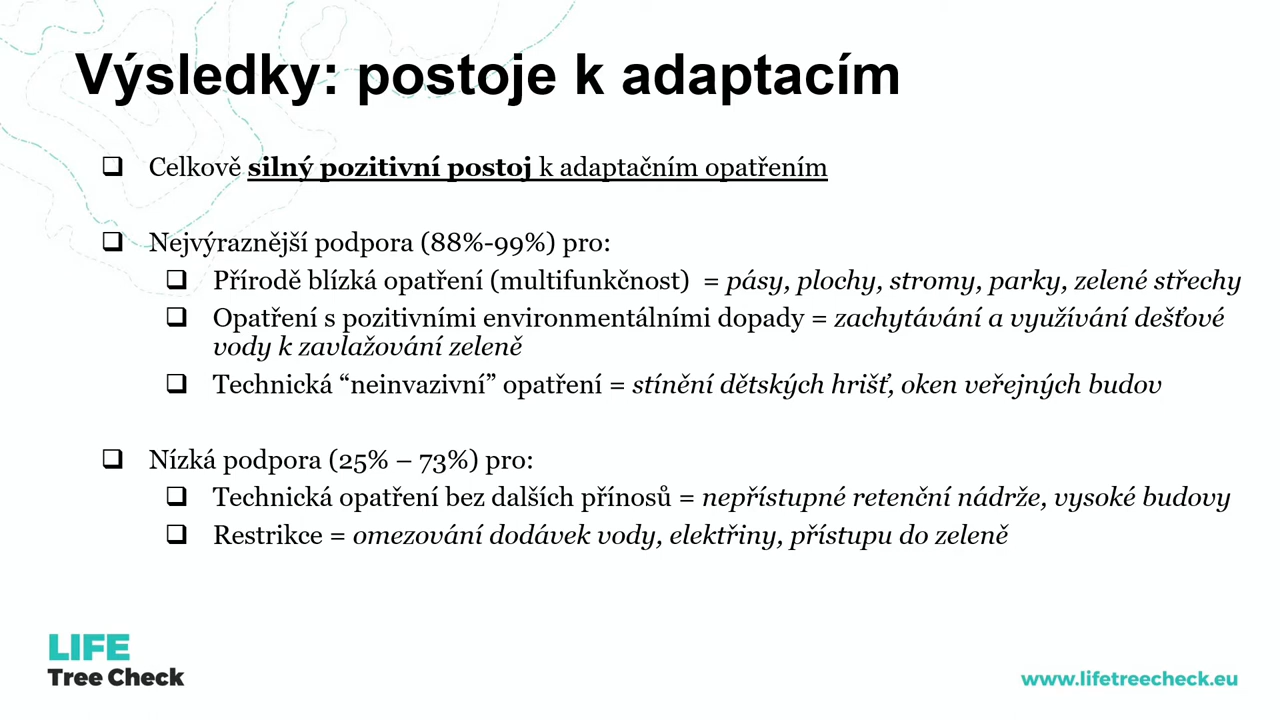 Výsledky: postoje k adaptacím
❑ Celkově silný pozitivní postoj k adaptačním opatřením
❑ Nejvýraznější podpora (88%-99%) pro:
❑ Přírodě blízká opatření (multifunkčnost) = pásy, plochy, stromy, parky, zelené střechy
❑ Opatření s pozitivními environmentálními dopady = zachytávání a využívání dešťové
vody k zavlažování zeleně
❑ Technická “neinvazivní” opatření = stínění dětských hrišť, oken veřejných budov
❑ Nízká podpora (25% – 73%) pro:
❑ Technická opatření bez dalších přínosů = nepřístupné retenční nádrže, vysoké budovy
❑ Restrikce = omezování dodávek vody, elektřiny, přístupu do zeleně
LIFE
Tree Check
www.lifetreecheck.eu